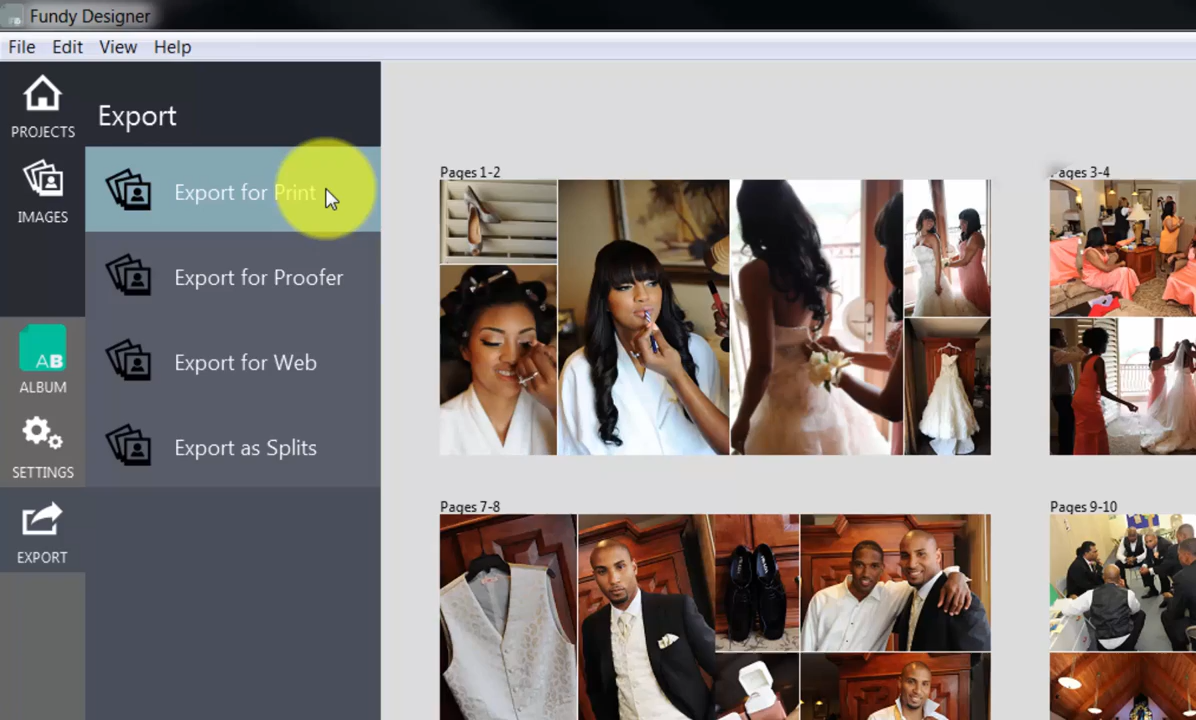 Fundy Designer
File Edit View Help
PROJECTS
IMAGES
ALBUM
SETTINGS
EXPORT
Export
Export for Print
Export for Proofer
Export for Web
Export as Splits
AB
Pages 1-2
Pages 3-4
Pages 7-8
Pages 9-10